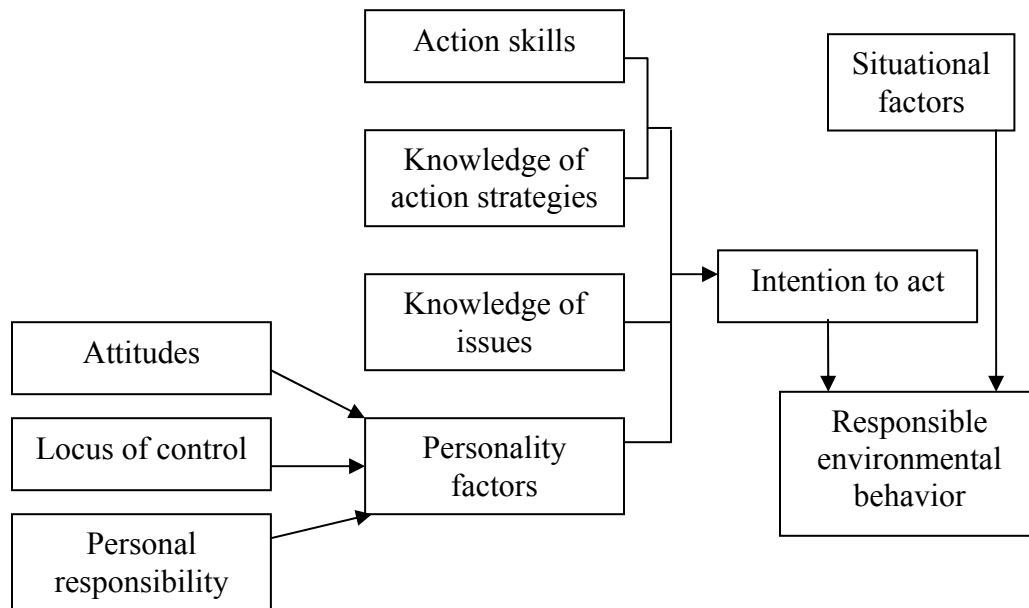 Action skills
Situational
factors
Knowledge of
action strategies
Intention to act
Knowledge of
issues
Attitudes
Locus of control
Personality
factors
Responsible
environmental
behavior
Personal
responsibility